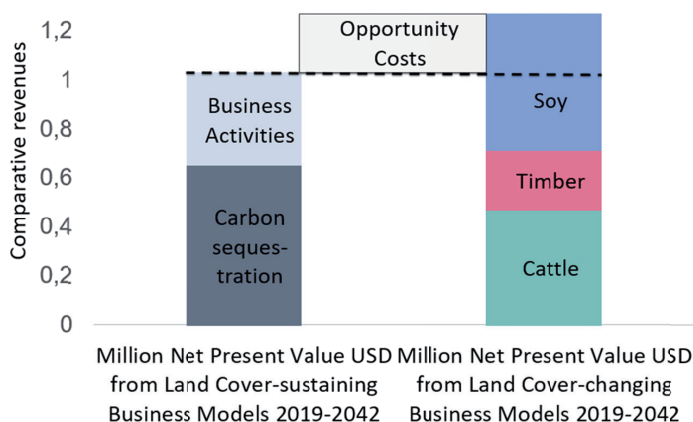 Comparative revenues
1,2
1
0,8
0,6
0,4
0,2
0
Opportunity
Costs
Business
Activities
Carbon
seques-
tration
Soy
Timber
Cattle
Million Net Present Value USD
from Land Cover-sustaining
Business Models 2019-2042
Million Net Present Value USD
from Land Cover-changing
Business Models 2019-2042